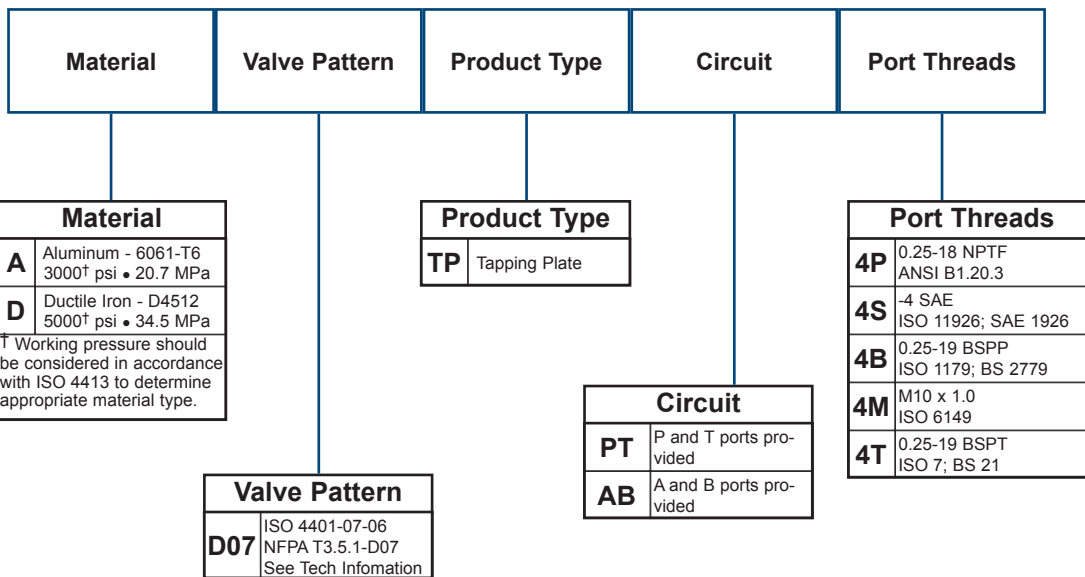 Material
Valve Pattern
Product Type
Circuit
Port Threads
Material
A
Aluminum - 6061-T6
3000† psi • 20.7 MPa
D
Ductile Iron - D4512
5000† psi • 34.5 MPa
† Working pressure should
be considered in accordance
with ISO 4413 to determine
appropriate material type.
Valve Pattern
D07
ISO 4401-07-06
NFPA T3.5.1-D07
See Tech Infomation
Product Type
TP
Tapping Plate
Circuit
PT
P and T ports pro-
vided
AB
A and B ports pro-
vided
Port Threads
4P
0.25-18 NPTF
ANSI B1.20.3
4S
-4 SAE
ISO 11926; SAE 1926
4B
0.25-19 BSPP
ISO 1179; BS 2779
4M
M10 x 1.0
ISO 6149
4T
0.25-19 BSPT
ISO 7; BS 21